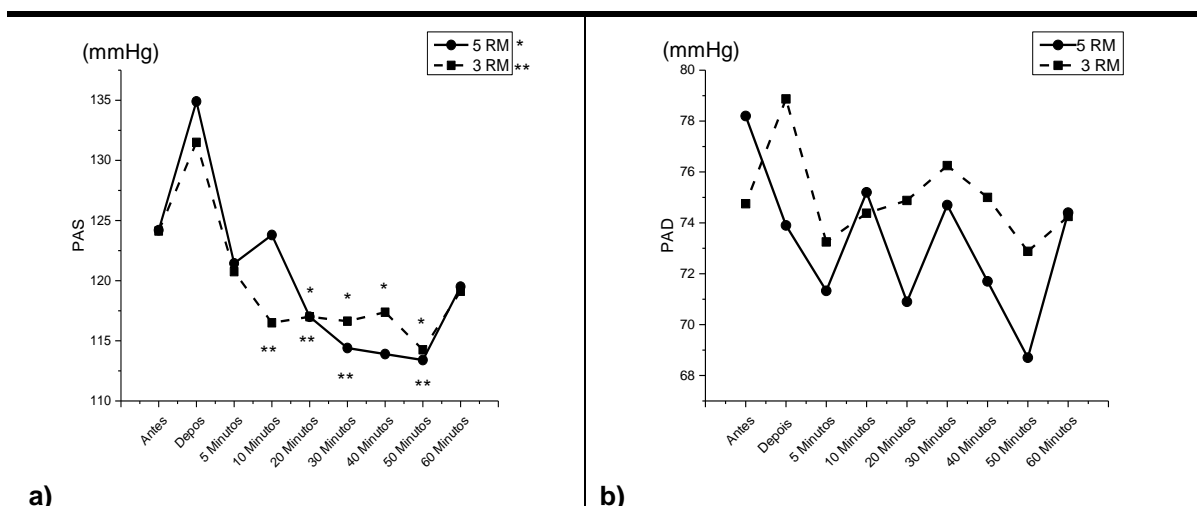 (mmHg)
5 RM *
3 RM **
PAS
135
130
125
120
115
110
* * * *
** ** ** **
Antes
Depos
5 Minutos
10 Minutos
20 Minutos
30 Minutos
40 Minutos
50 Minutos
60 Minutos
a)
(mmHg)
5 RM
3 RM
PAD
80
78
76
74
72
70
68
Antes
Depois
5 Minutos
10 Minutos
20 Minutos
30 Minutos
40 Minutos
50 Minutos
60 Minutos
b)